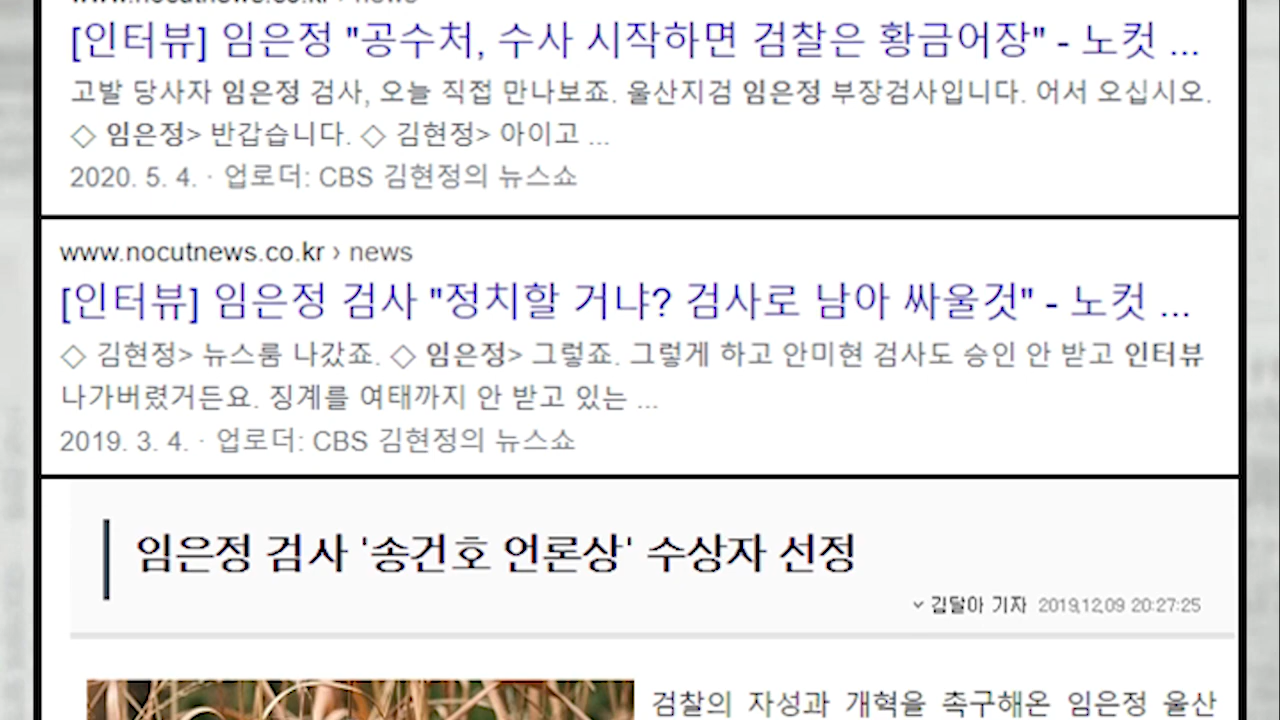 [인터뷰] 임은정 "공수처, 수사 시작하면 검찰은 황금어장" - 노컷 ...
고발 당사자 임은정 검사, 오늘 직접 만나보죠. 울산지검 임은정 부장검사입니다. 어서 오십시오.
◇ 임은정> 반갑습니다. ◇ 김현정> 아이고 ...
2020. 5. 4. · 업로더: CBS 김현정의 뉴스쇼
www.nocutnews.co.kr › news
[인터뷰] 임은정 검사 "정치할 거냐? 검사로 남아 싸울것" - 노컷 ...
◇ 김현정> 뉴스룸 나갔죠. ◇ 임은정> 그렇죠. 그렇게 하고 안미현 검사도 승인 안 받고 인터뷰
나가버렸거든요. 징계를 여태까지 안 받고 있는 ...
2019. 3. 4. · 업로더: CBS 김현정의 뉴스쇼
임은정 검사 '송건호 언론상' 수상자 선정
김달아 기자 2019.12.09 20:27:25
검찰의 자성과 개혁을 촉구해온 임은정 울산